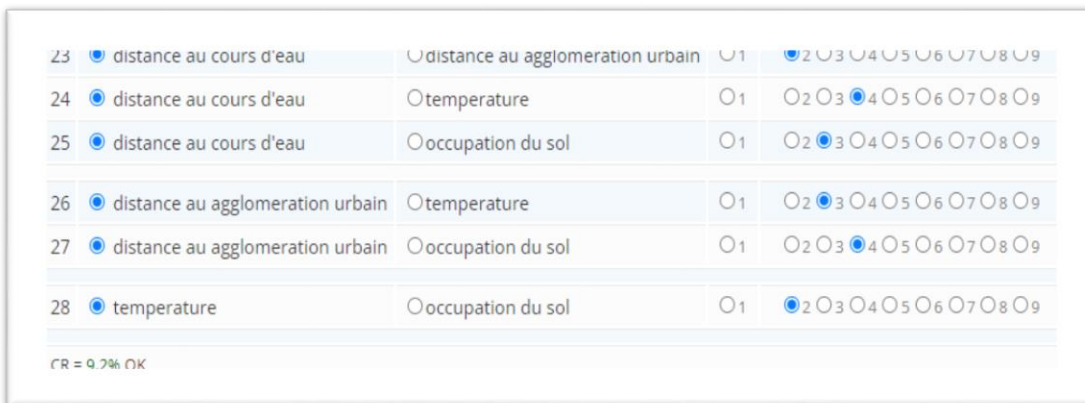 23 distance au cours d'eau distance au agglomeration urbain 1 2 3 4 5 6 7 8 9
24 distance au cours d'eau temperature 1 2 3 4 5 6 7 8 9
25 distance au cours d'eau occupation du sol 1 2 3 4 5 6 7 8 9
26 distance au agglomeration urbain temperature 1 2 3 4 5 6 7 8 9
27 distance au agglomeration urbain occupation du sol 1 2 3 4 5 6 7 8 9
28 temperature occupation du sol 1 2 3 4 5 6 7 8 9
CR = 9.2% OK